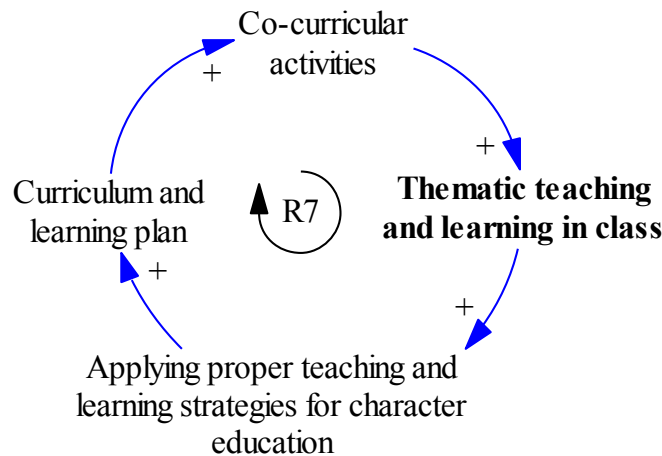 Co-curricular
activities
+
+
Curriculum and
learning plan
R7
Thematic teaching
and learning in class
+
+
Applying proper teaching and
learning strategies for character
education